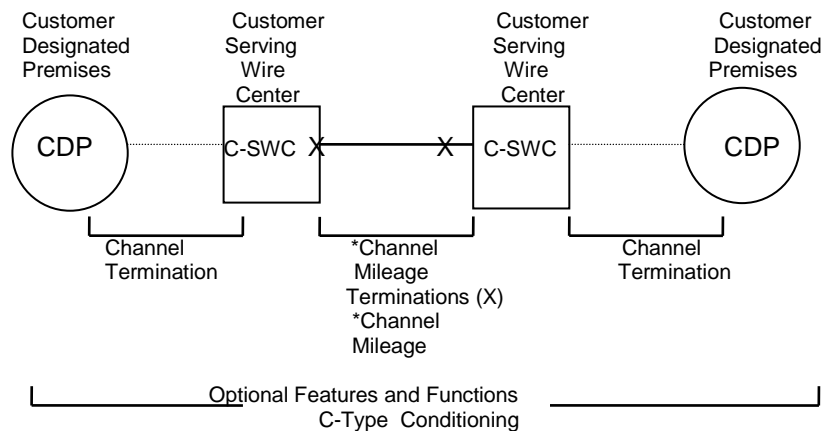 Customer
Designated
Premises
Customer
Serving
Wire
Center
Customer
Serving
Wire
Center
Customer
Designated
Premises
CDP
C-SWC
X
X
C-SWC
CDP
Channel
Termination
*Channel
Mileage
Terminations (X)
*Channel
Mileage
Channel
Termination
Optional Features and Functions
C-Type Conditioning